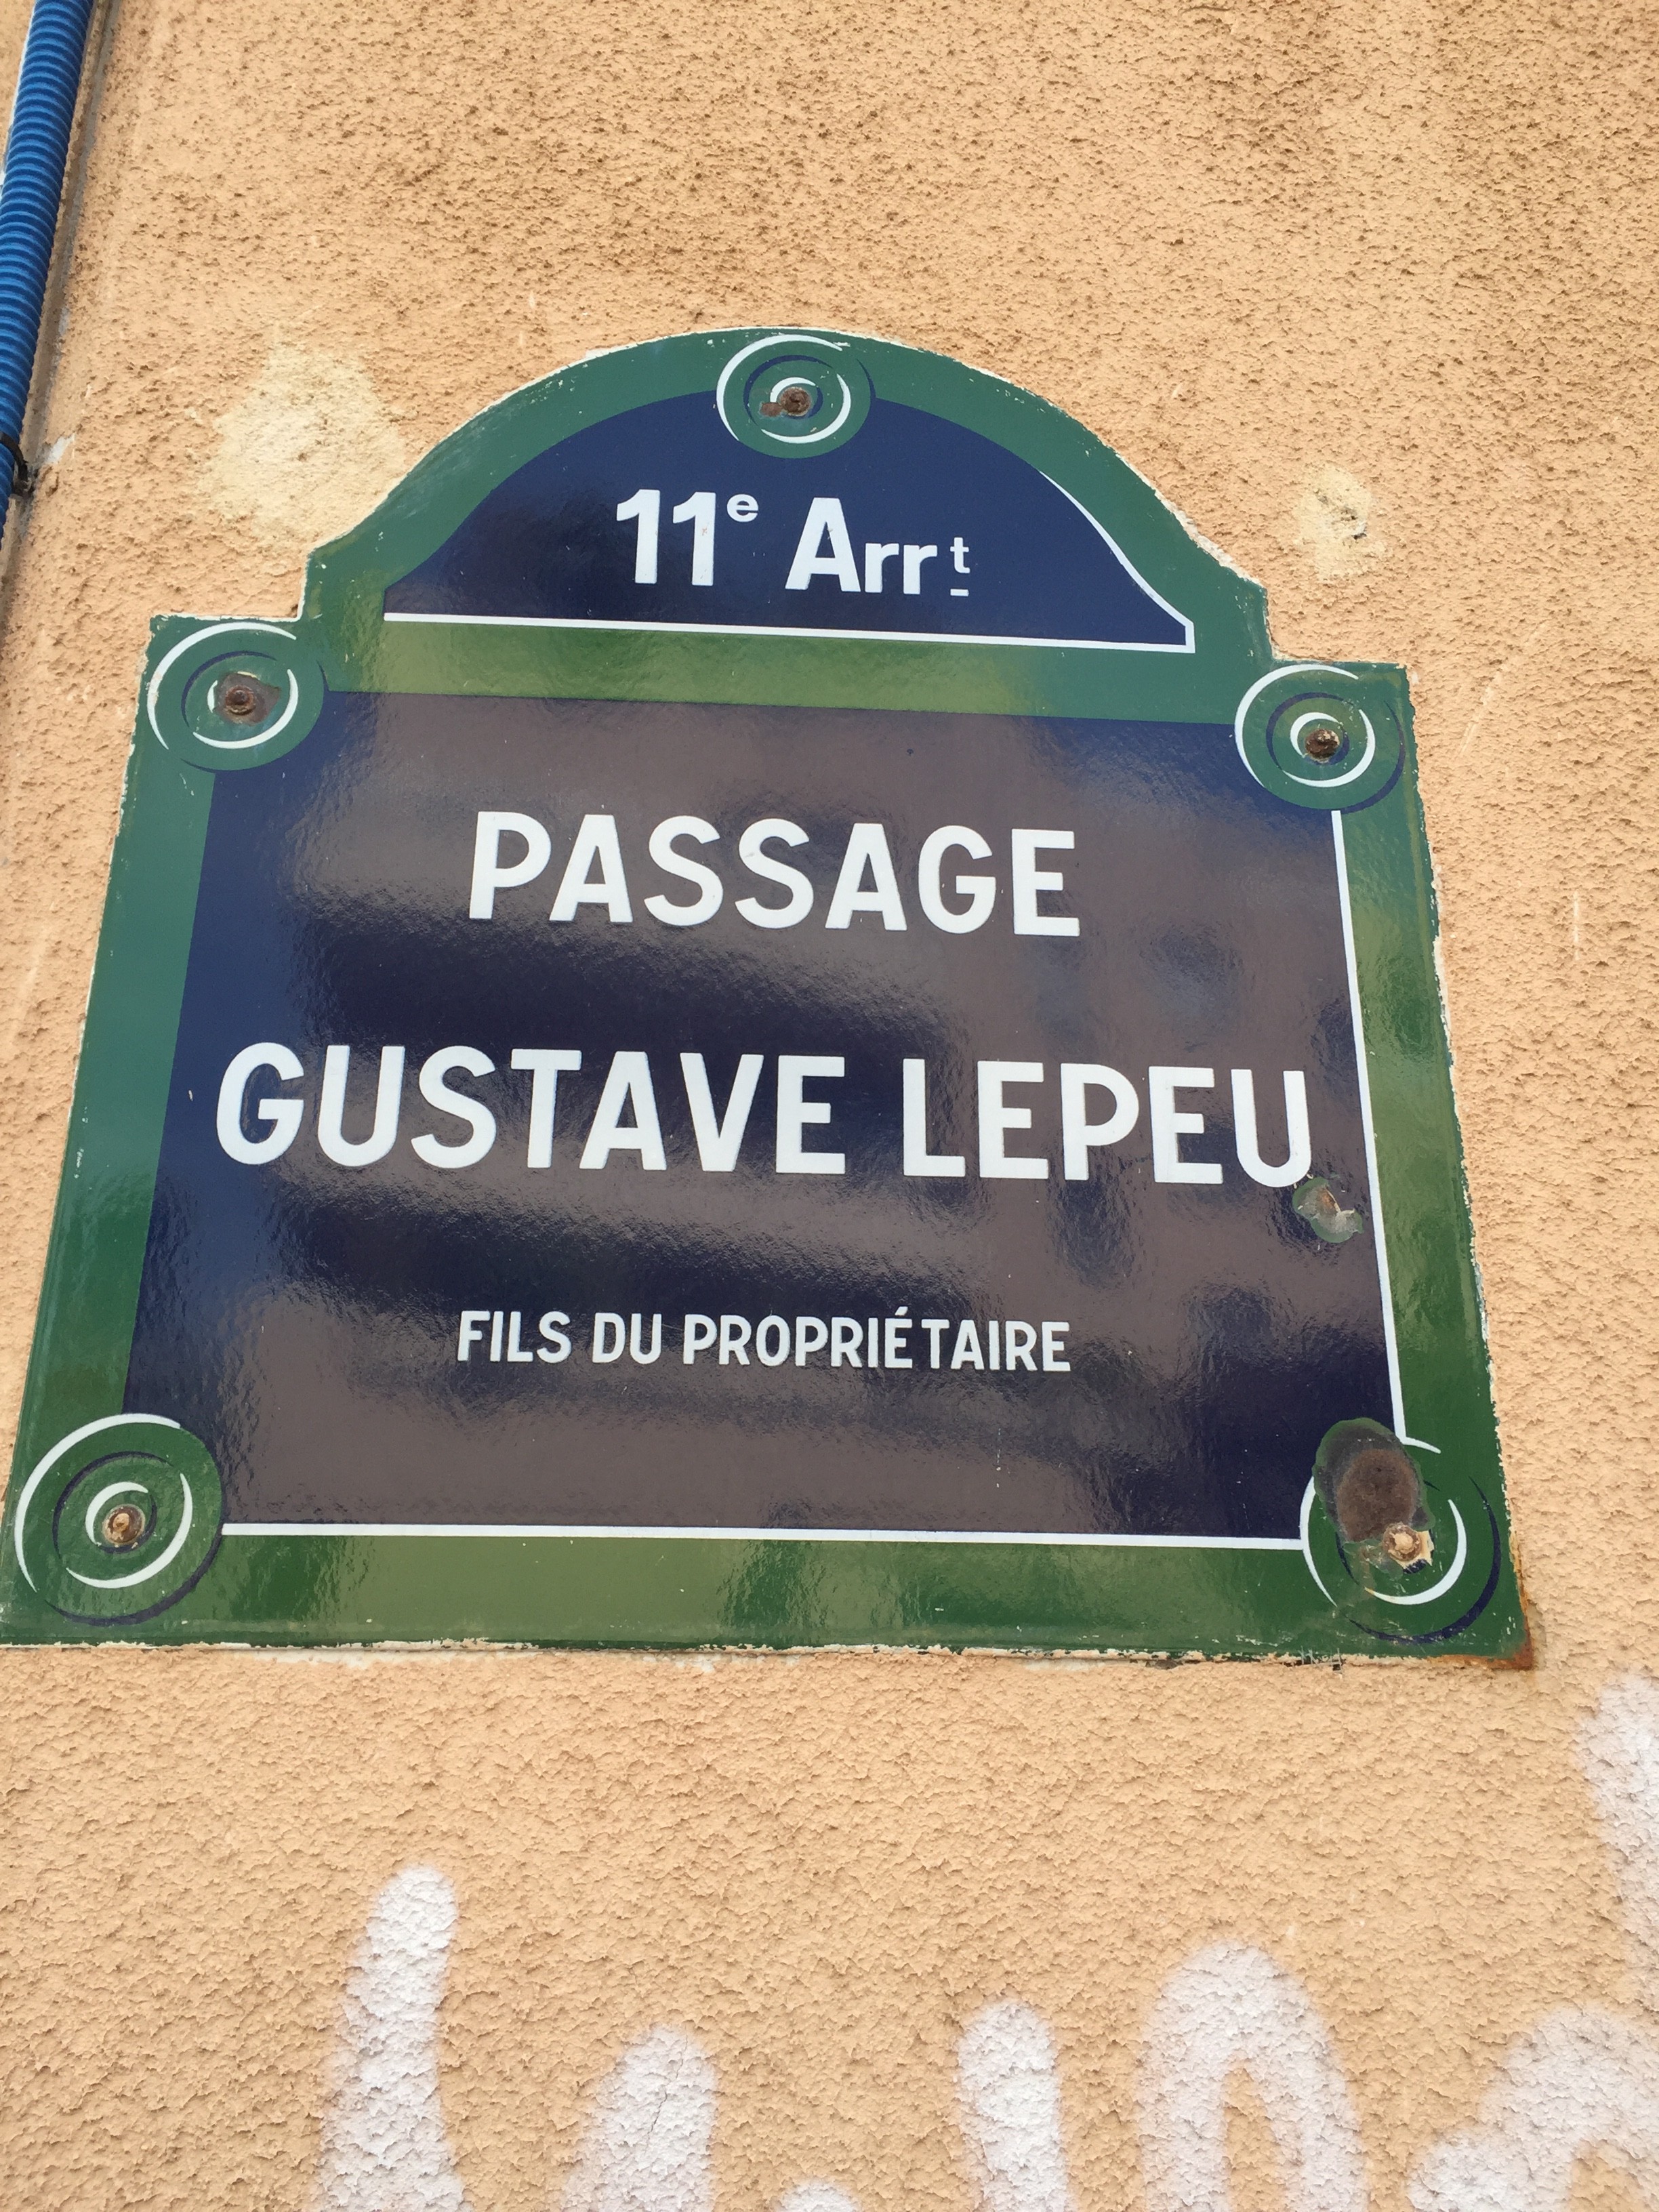 11e Arrt
PASSAGE
GUSTAVE LEPEU
FILS DU PROPRIÉTAIRE